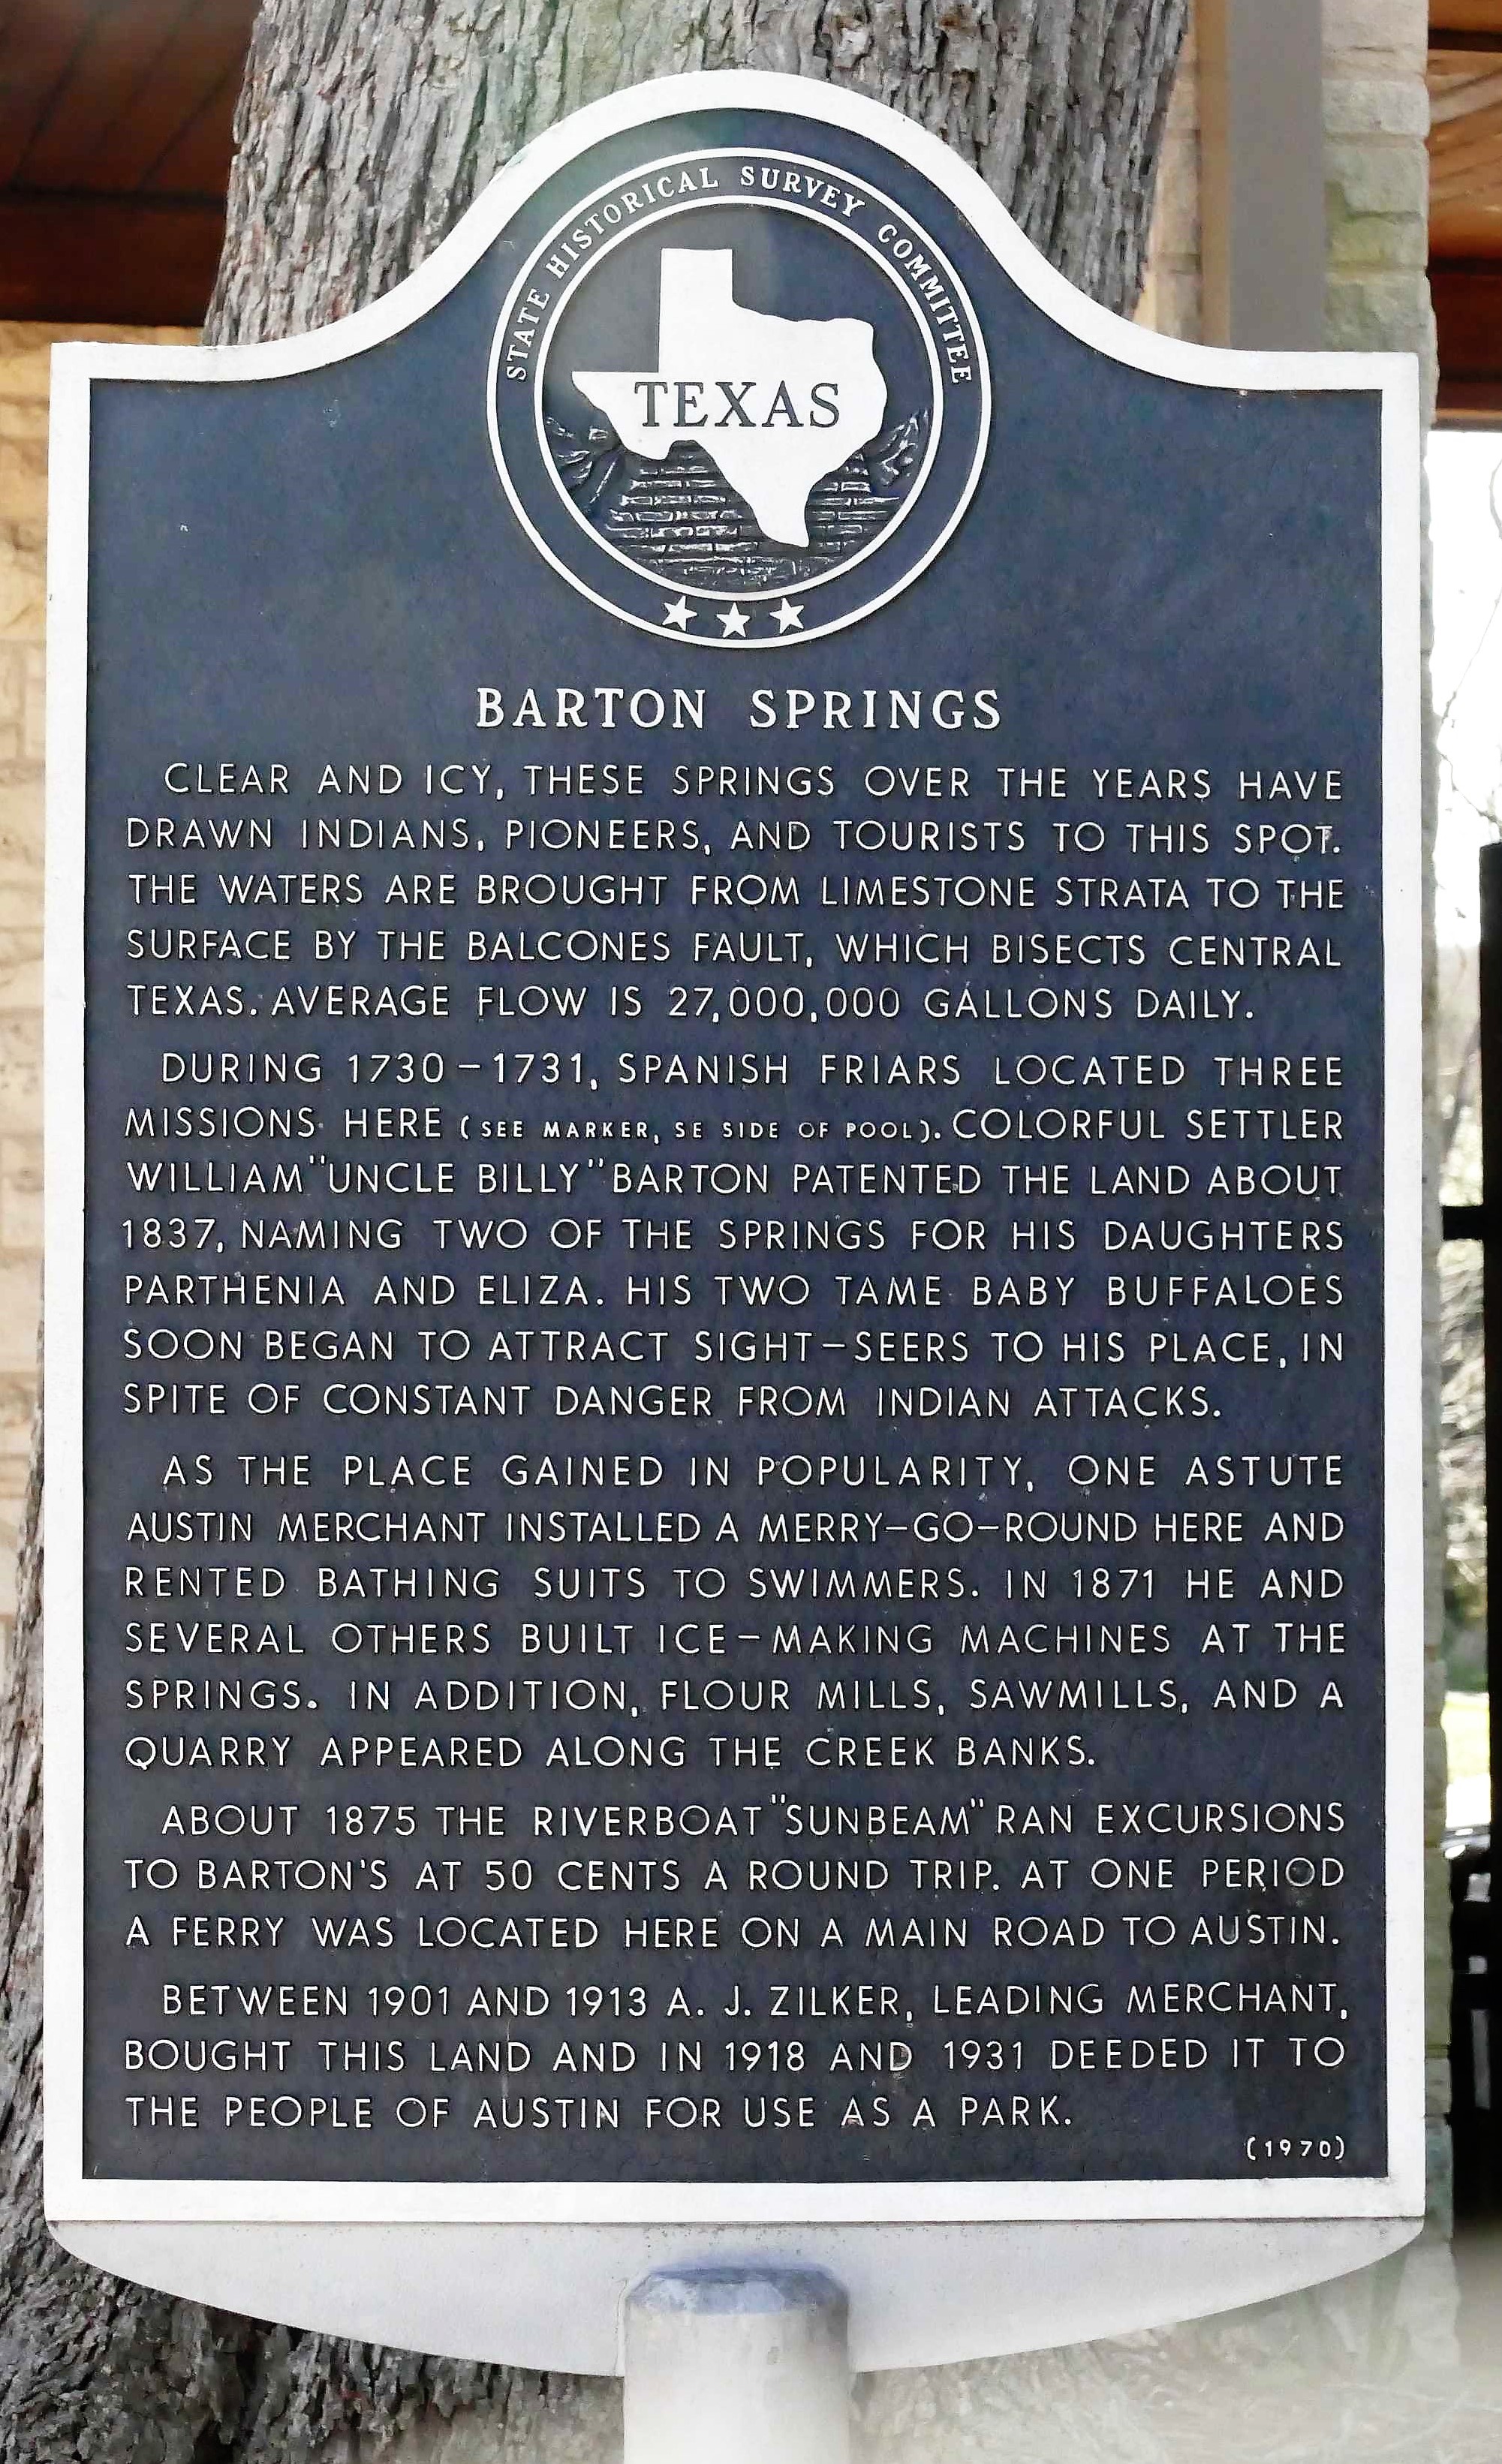 STATE HISTORICAL SURVEY COMMITTEE
TEXAS
BARTON SPRINGS
CLEAR AND ICY, THESE SPRINGS OVER THE YEARS HAVE
DRAWN INDIANS, PIONEERS, AND TOURISTS TO THIS SPOT.
THE WATERS ARE BROUGHT FROM LIMESTONE STRATA TO THE
SURFACE BY THE BALCONES FAULT, WHICH BISECTS CENTRAL
TEXAS. AVERAGE FLOW IS 27,000,000 GALLONS DAILY.
DURING 1730-1731, SPANISH FRIARS LOCATED THREE
MISSIONS HERE (SEE MARKER, SE SIDE OF POOL). COLORFUL SETTLER
WILLIAM "UNCLE BILLY" BARTON PATENTED THE LAND ABOUT
1837, NAMING TWO OF THE SPRINGS FOR HIS DAUGHTERS
PARTHENIA AND ELIZA. HIS TWO TAME BABY BUFFALOES
SOON BEGAN TO ATTRACT SIGHT-SEERS TO HIS PLACE, IN
SPITE OF CONSTANT DANGER FROM INDIAN ATTACKS.
AS THE PLACE GAINED IN POPULARITY, ONE ASTUTE
AUSTIN MERCHANT INSTALLED A MERRY-GO-ROUND HERE AND
RENTED BATHING SUITS TO SWIMMERS. IN 1871 HE AND
SEVERAL OTHERS BUILT ICE-MAKING MACHINES AT THE
SPRINGS. IN ADDITION, FLOUR MILLS, SAWMILLS, AND A
QUARRY APPEARED ALONG THE CREEK BANKS.
ABOUT 1875 THE RIVERBOAT "SUNBEAM" RAN EXCURSIONS
TO BARTON'S AT 50 CENTS A ROUND TRIP. AT ONE PERIOD
A FERRY WAS LOCATED HERE ON A MAIN ROAD TO AUSTIN.
BETWEEN 1901 AND 1913 A. J. ZILKER, LEADING MERCHANT,
BOUGHT THIS LAND AND IN 1918 AND 1931 DEEDED IT TO
THE PEOPLE OF AUSTIN FOR USE AS A PARK.
(1970)